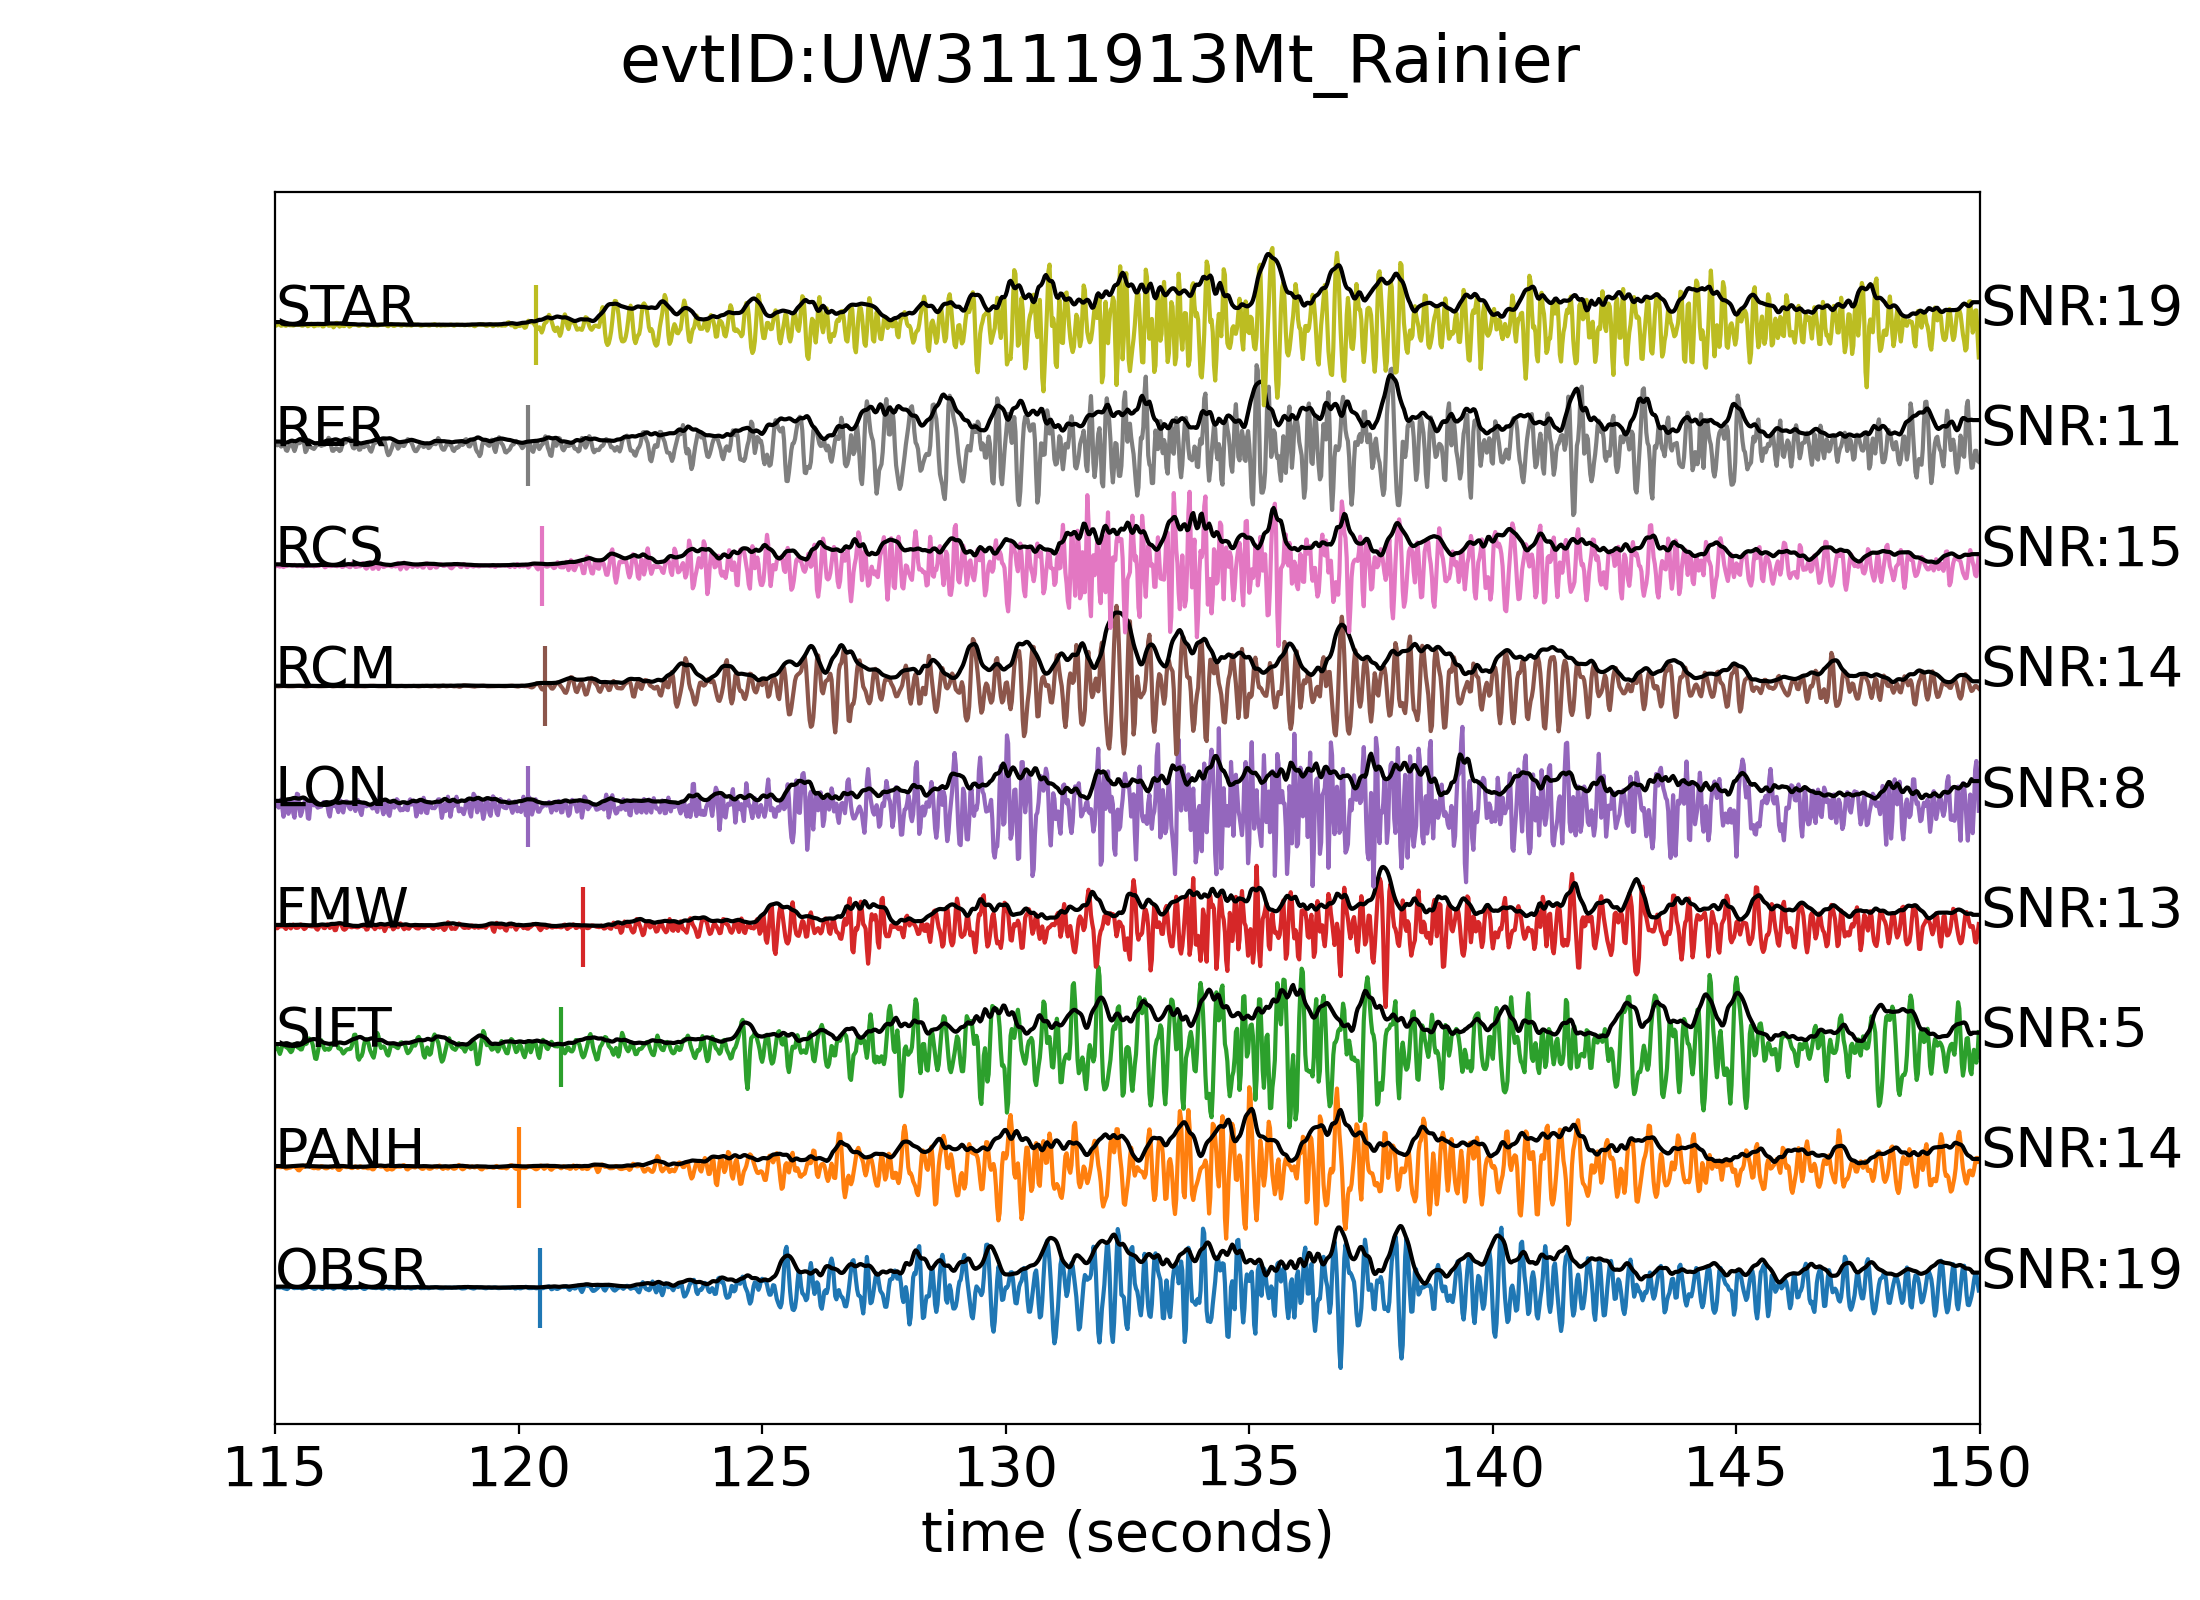 evtID:UW3111913Mt_Rainier
STAR SNR:19
RER SNR:11
RCS SNR:15
RCM SNR:14
LON SNR:8
FMW SNR:13
SIFT SNR:5
PANH SNR:14
OBSR SNR:19
115 120 125 130 135 140 145 150
time (seconds)